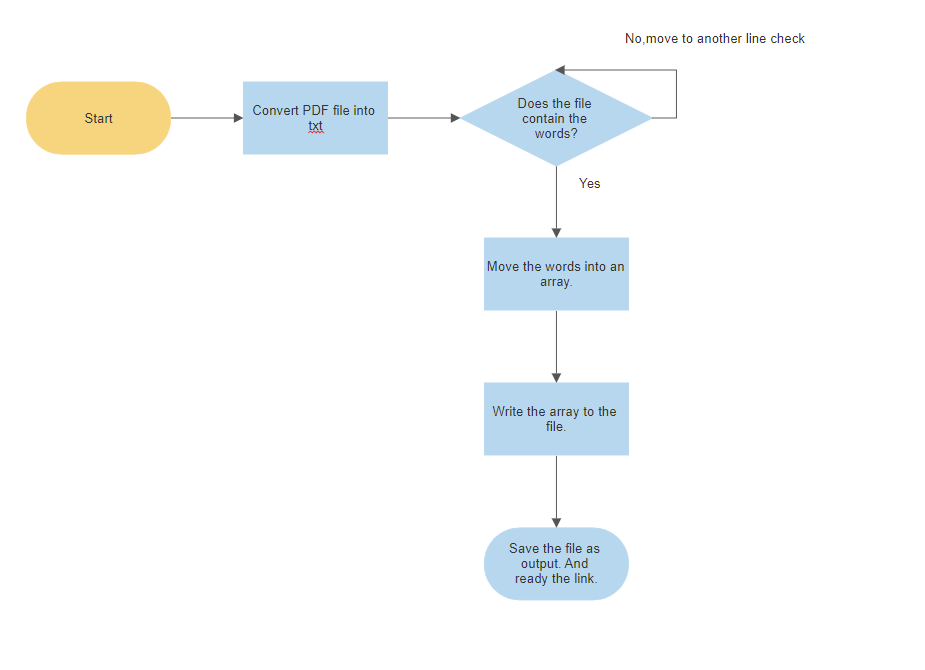 No,move to another line check
Start
Convert PDF file into
txt
Does the file
contain the
words?
Yes
Move the words into an
array.
Write the array to the
file.
Save the file as
output. And
ready the link.